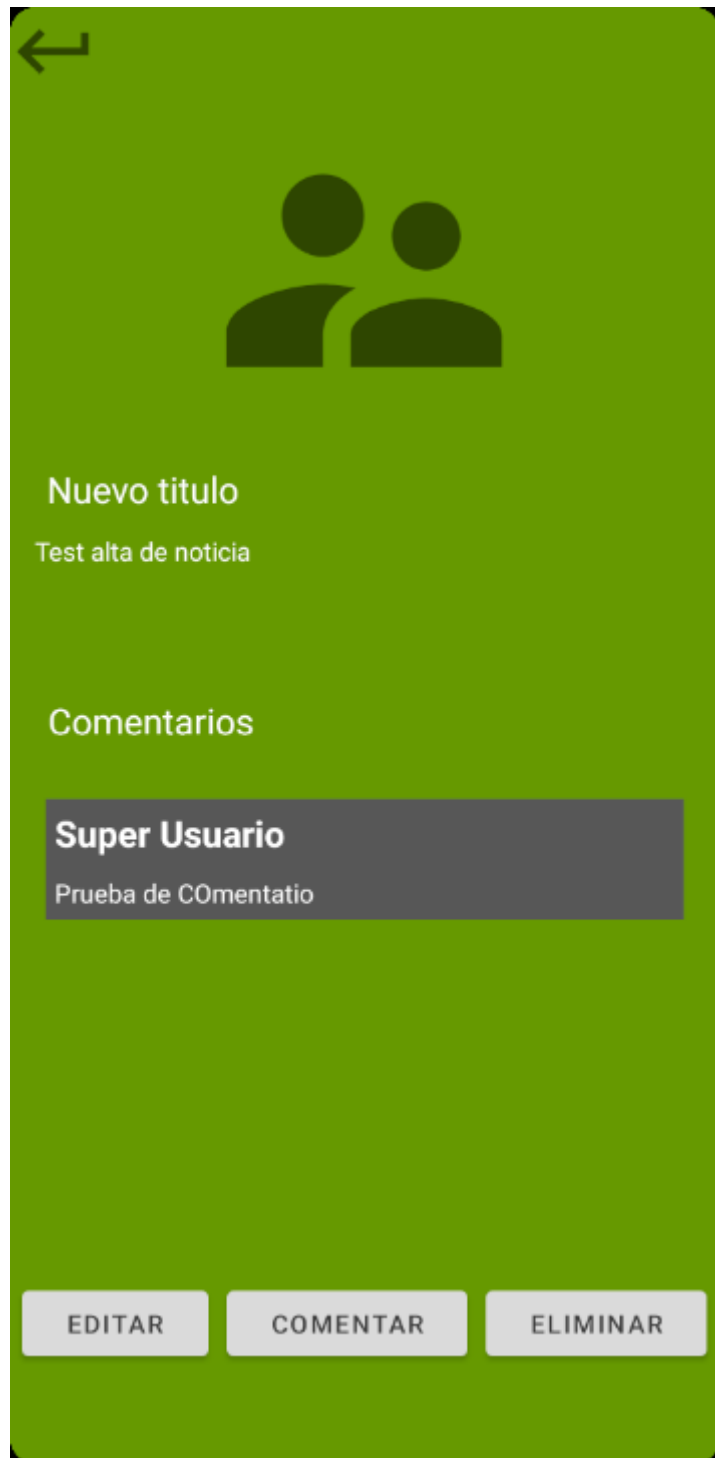 Nuevo titulo
Test alta de noticia
Comentarios
Super Usuario
Prueba de COmentatio
EDITAR
COMENTAR
ELIMINAR